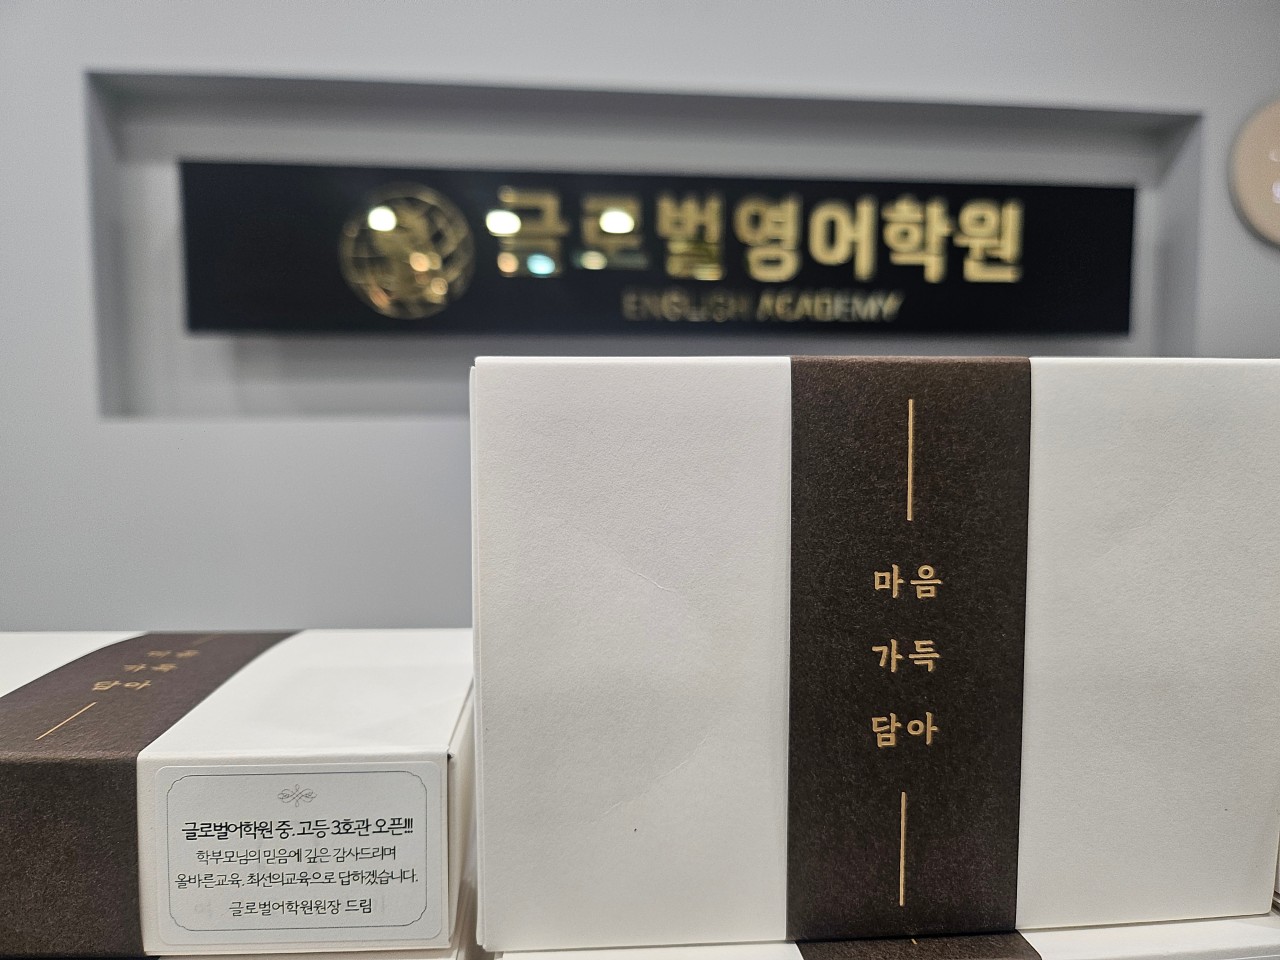 글로벌영어학원
ENGLISH ACADEMY
마음
가득
담아
마음
가득
담아
글로벌어학원 중.고등 3호관 오픈!!!
학부모님의 믿음에 깊은 감사드리며
올바른교육, 최선의교육으로 답하겠습니다.
글로벌어학원원장 드림